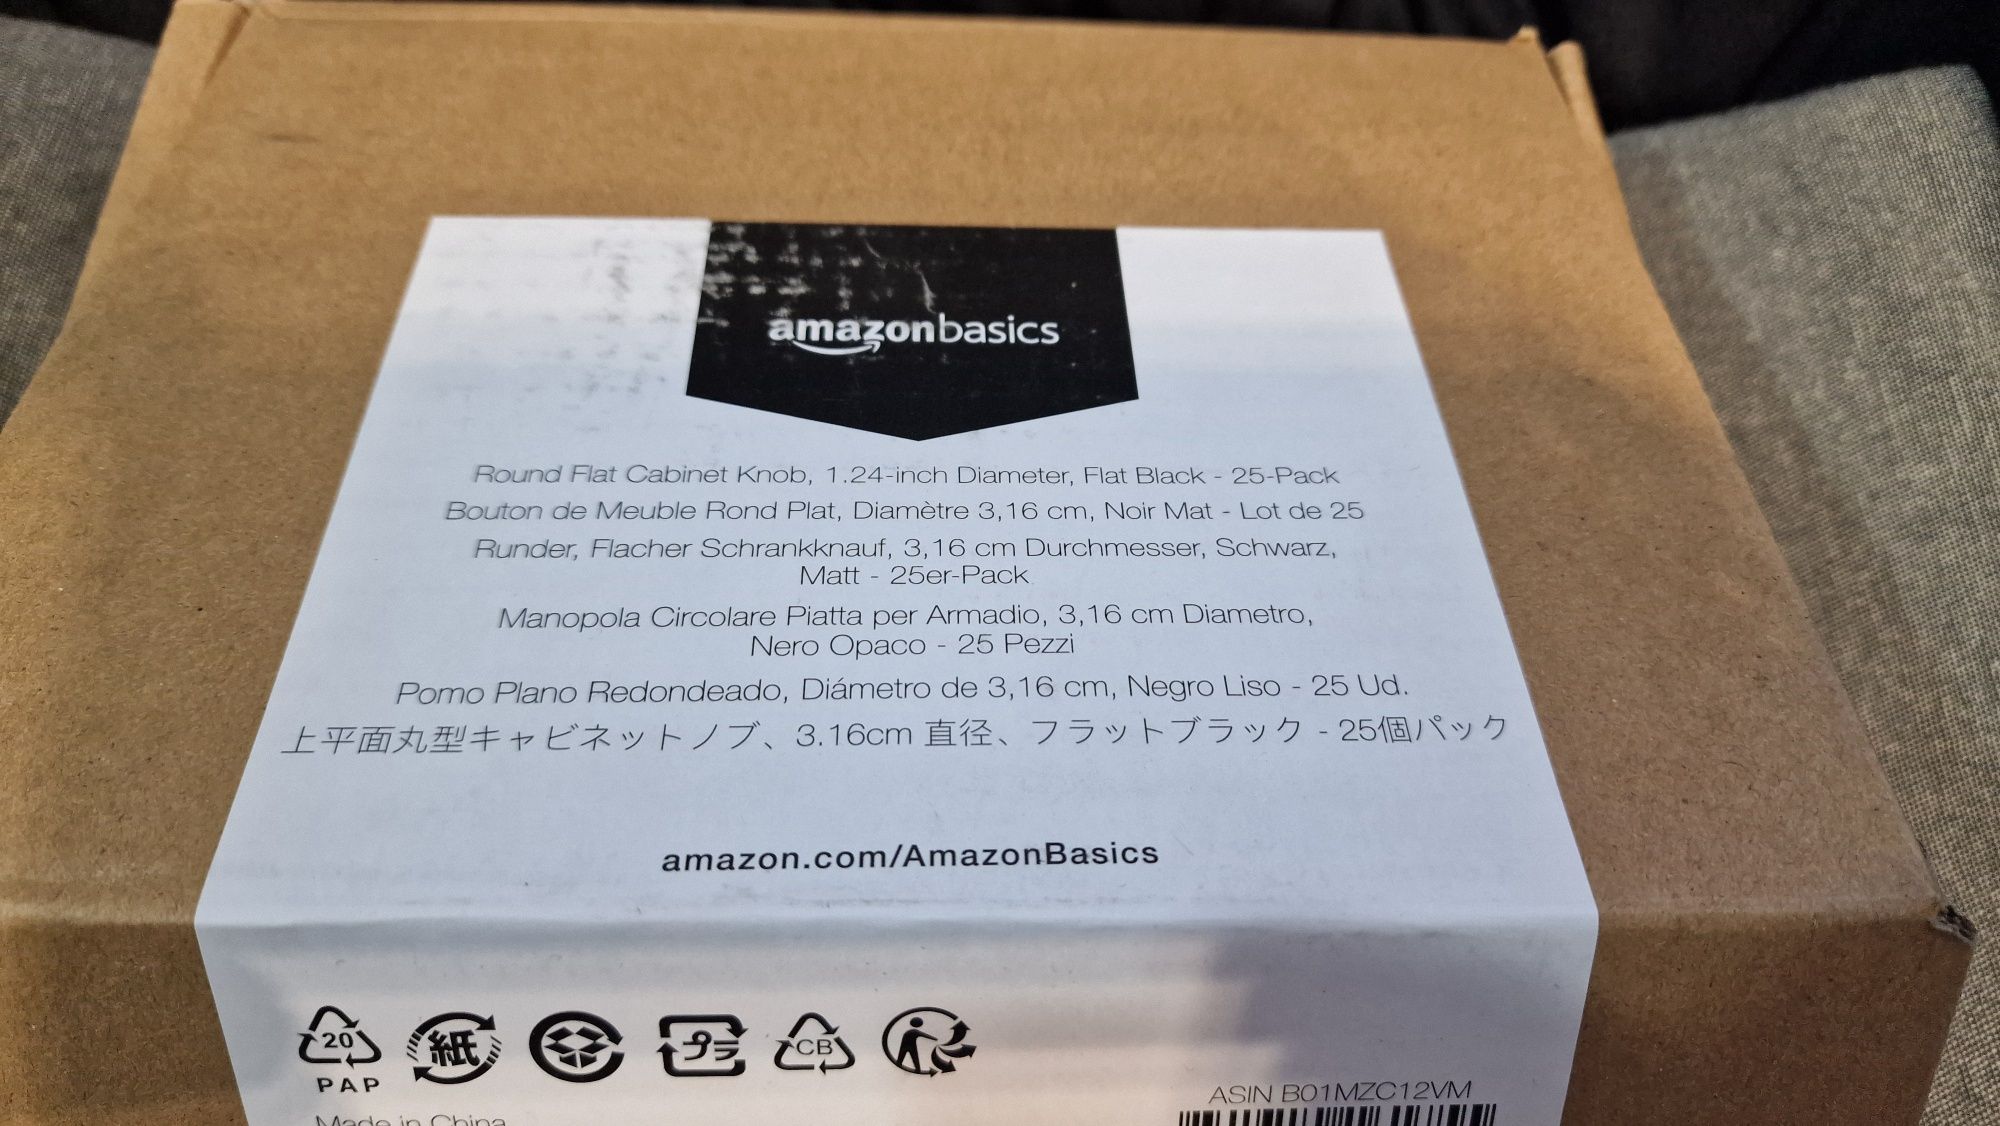 amazonbasics
Round Flat Cabinet Knob, 1.24-inch Diameter, Flat Black - 25-Pack
Bouton de Meuble Rond Plat, Diamètre 3,16 cm, Noir Mat - Lot de 25
Runder, Flacher Schrankknauf, 3,16 cm Durchmesser, Schwarz,
Matt - 25er-Pack
Manopola Circolare Piatta per Armadio, 3,16 cm Diametro,
Nero Opaco - 25 Pezzi
Pomo Plano Redondeado, Diámetro de 3,16 cm, Negro Liso - 25 Ud.
上平面丸型キャビネットノブ、3.16cm 直径、フラットブラック - 25個パック
amazon.com/AmazonBasics
20
PAP
紙
プラ
CB
ASIN B01MZC12VM
Made in China